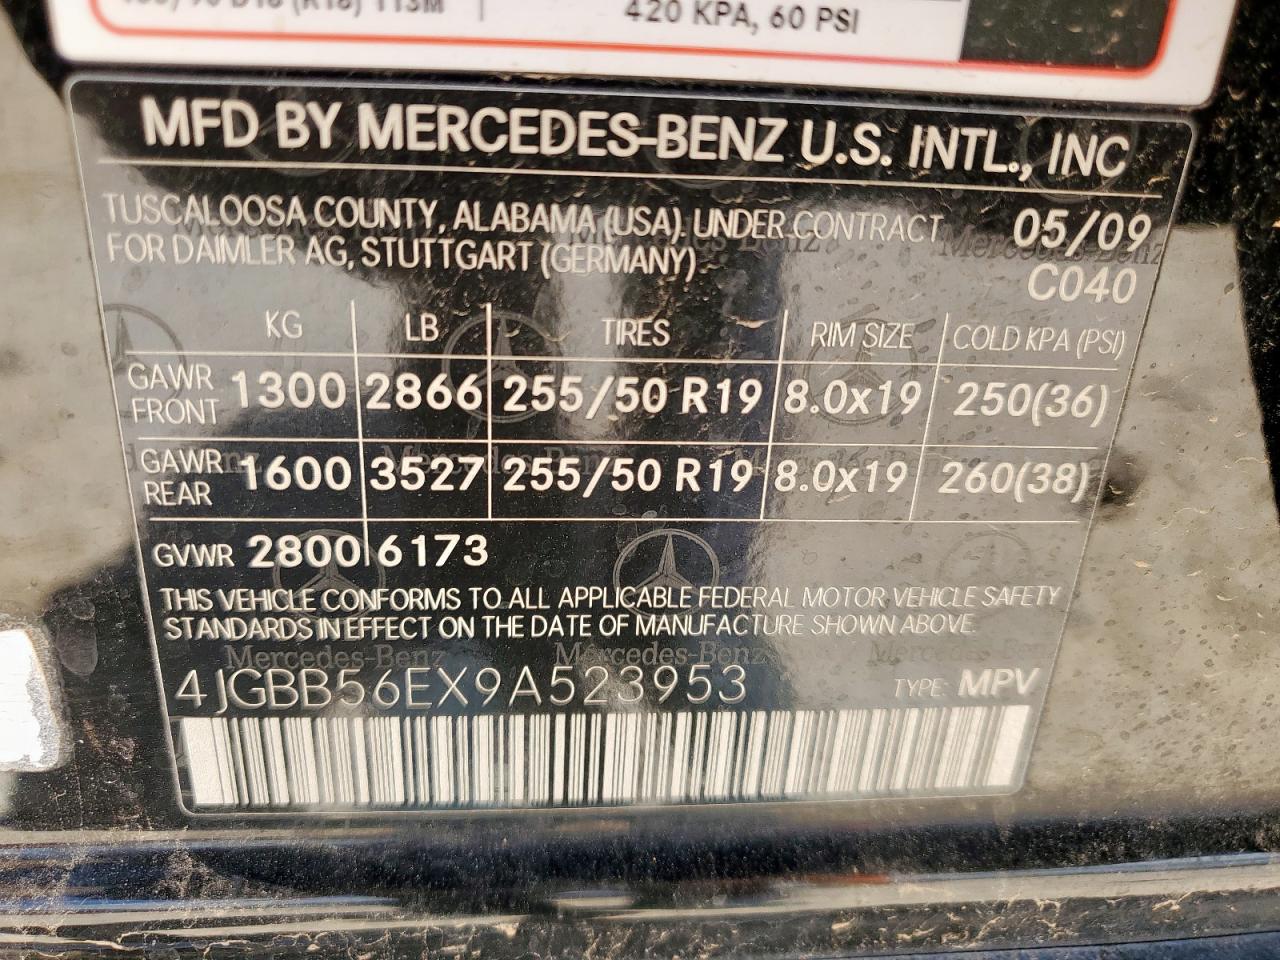 420 KPA, 60 PSI
MFD BY MERCEDES-BENZ U.S. INTL., INC
TUSCALOOSA COUNTY, ALABAMA (USA) UNDER CONTRACT 05/09
FOR DAIMLER AG, STUTTGART (GERMANY)
C040
KG LB TIRES RIM SIZE COLD KPA (PSI)
GAWR FRONT 1300 2866 255/50 R19 8.0x19 250(36)
GAWR REAR 1600 3527 255/50 R19 8.0x19 260(38)
GVWR 2800 6173
THIS VEHICLE CONFORMS TO ALL APPLICABLE FEDERAL MOTOR VEHICLE SAFETY
STANDARDS IN EFFECT ON THE DATE OF MANUFACTURE SHOWN ABOVE.
Mercedes-Benz Mercedes-Benz
4JGBB56EX9A523953 TYPE: MPV